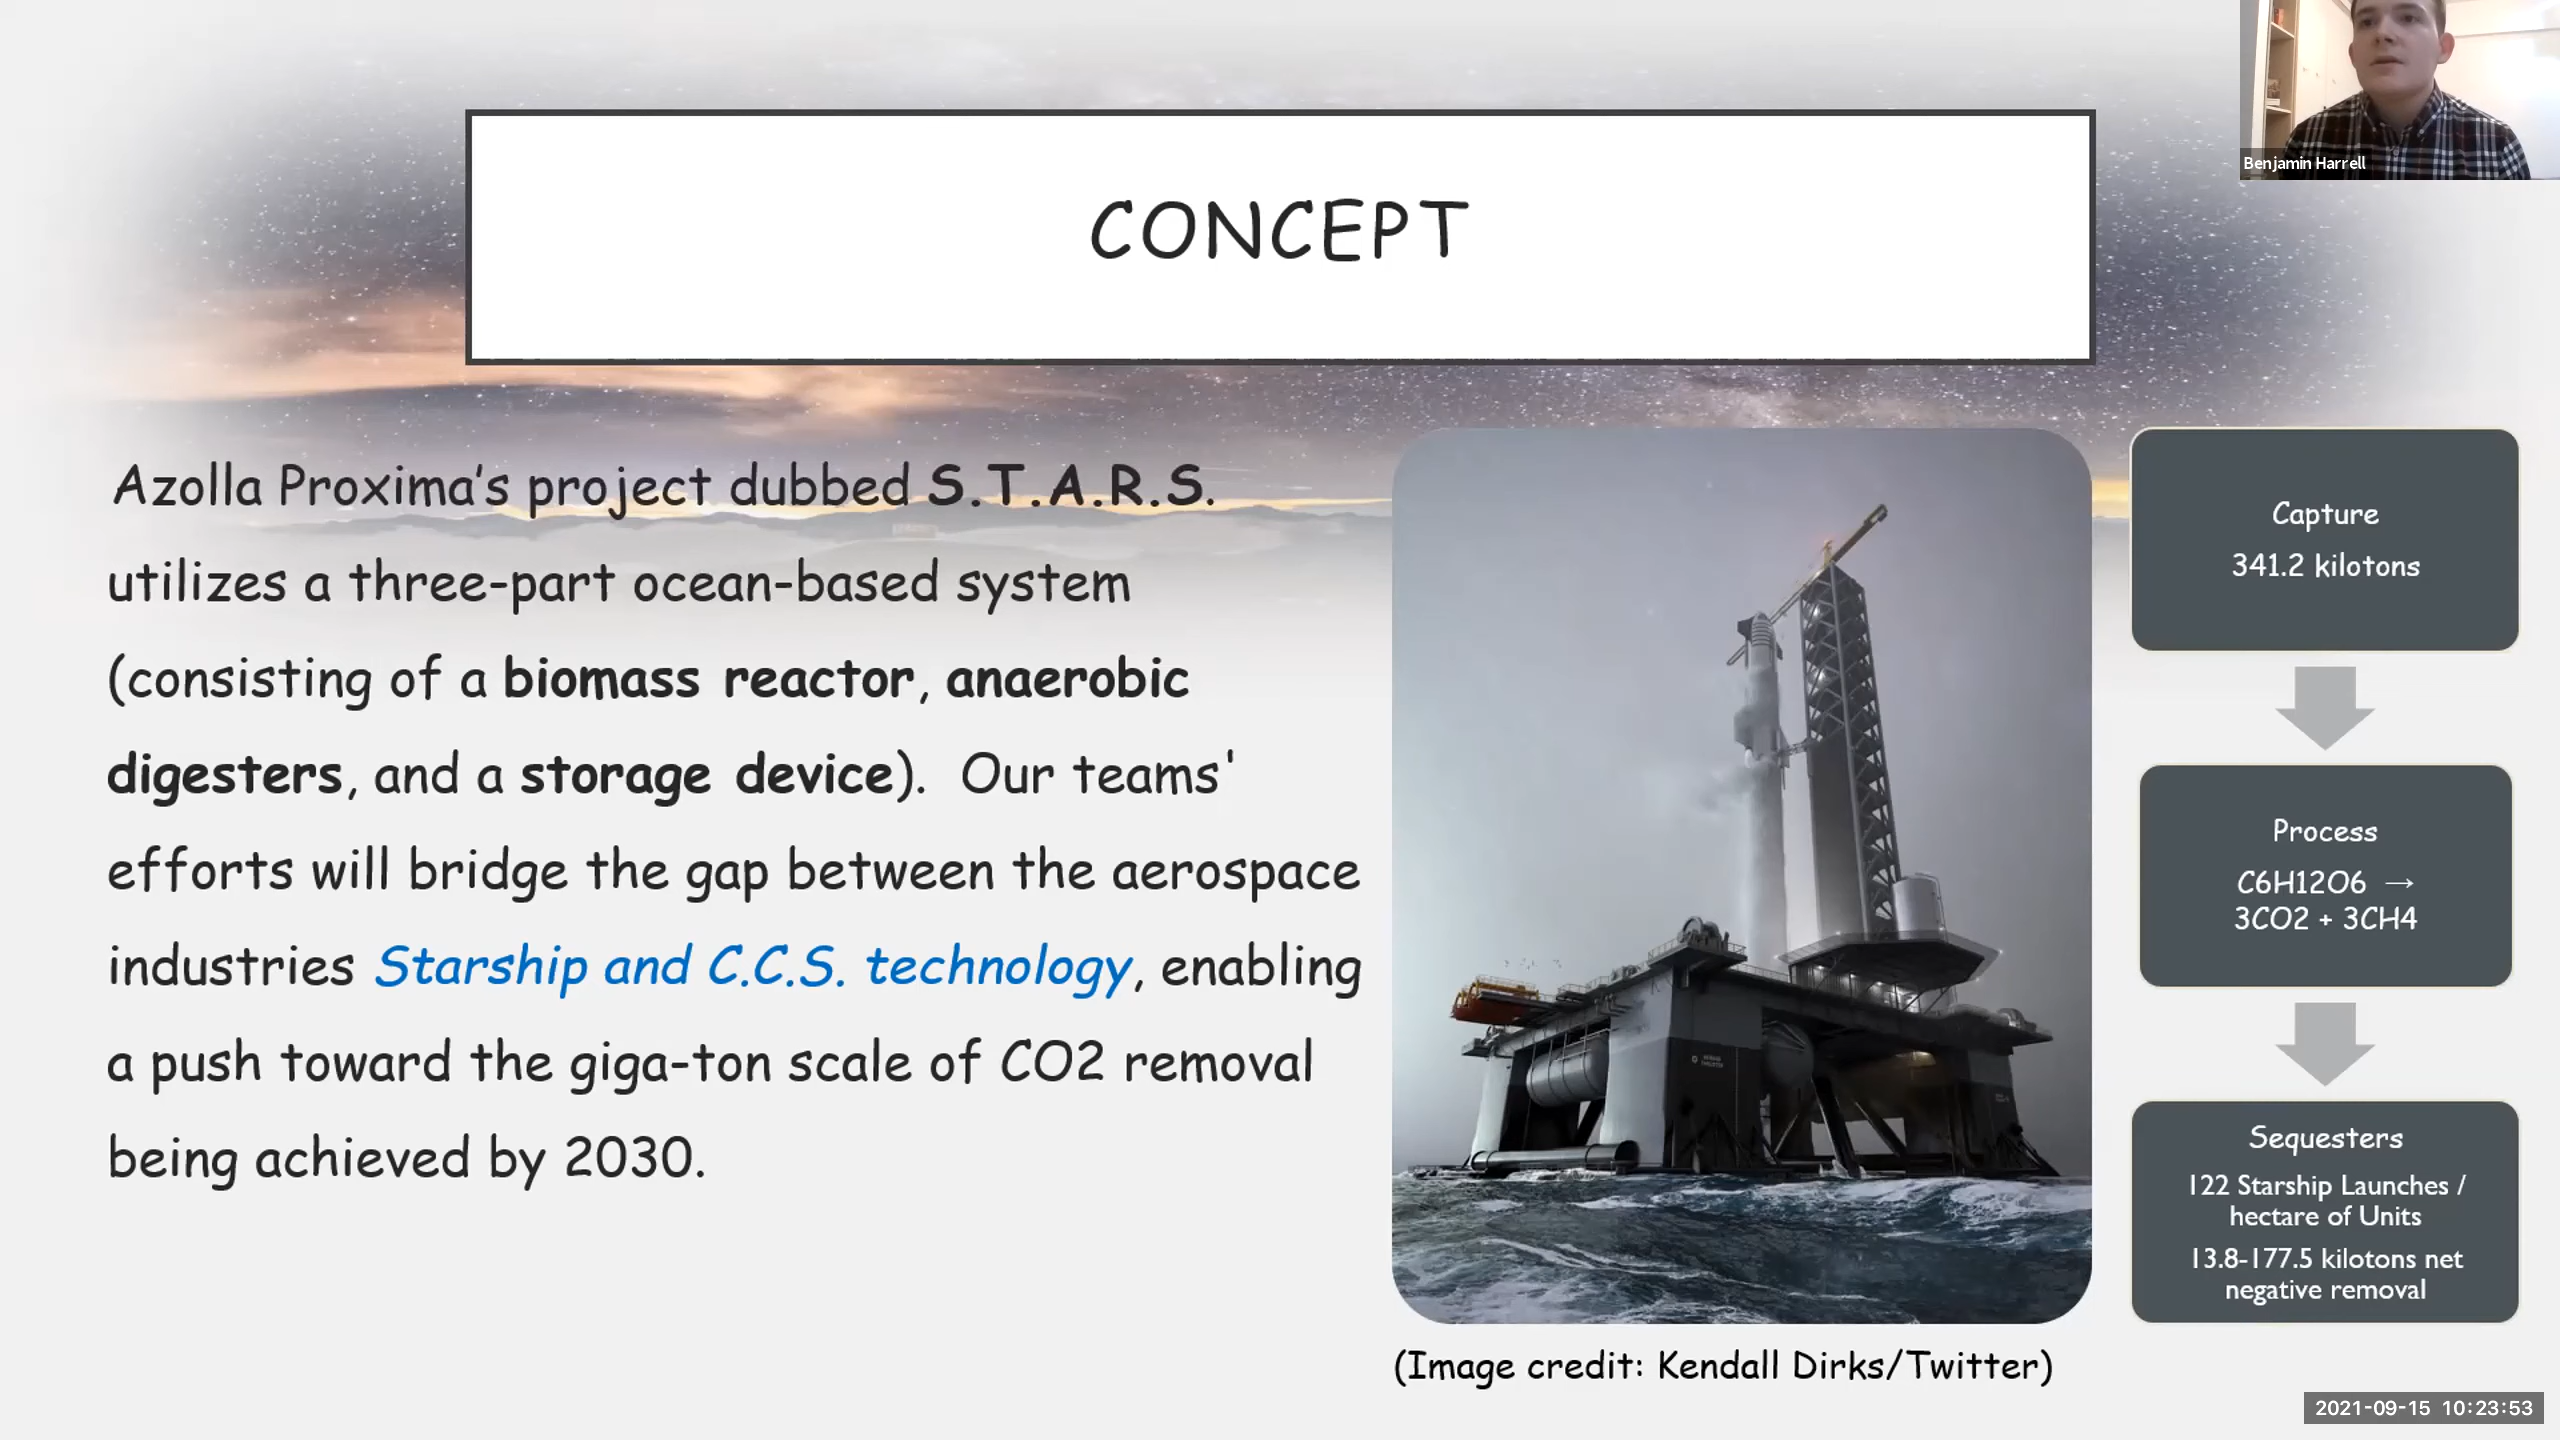 Benjamin Harrell
CONCEPT
Azolla Proxima's project dubbed S.T.A.R.S.
utilizes a three-part ocean-based system
(consisting of a biomass reactor, anaerobic
digesters, and a storage device).  Our teams'
efforts will bridge the gap between the aerospace
industries Starship and C.C.S. technology, enabling
a push toward the giga-ton scale of CO2 removal
being achieved by 2030.
(Image credit: Kendall Dirks/Twitter)
Capture
341.2 kilotons
Process
C6H12O6 →
3CO2 + 3CH4
Sequesters
122 Starship Launches /
hectare of Units
13.8-177.5 kilotons net
negative removal
2021-09-15 10:23:53